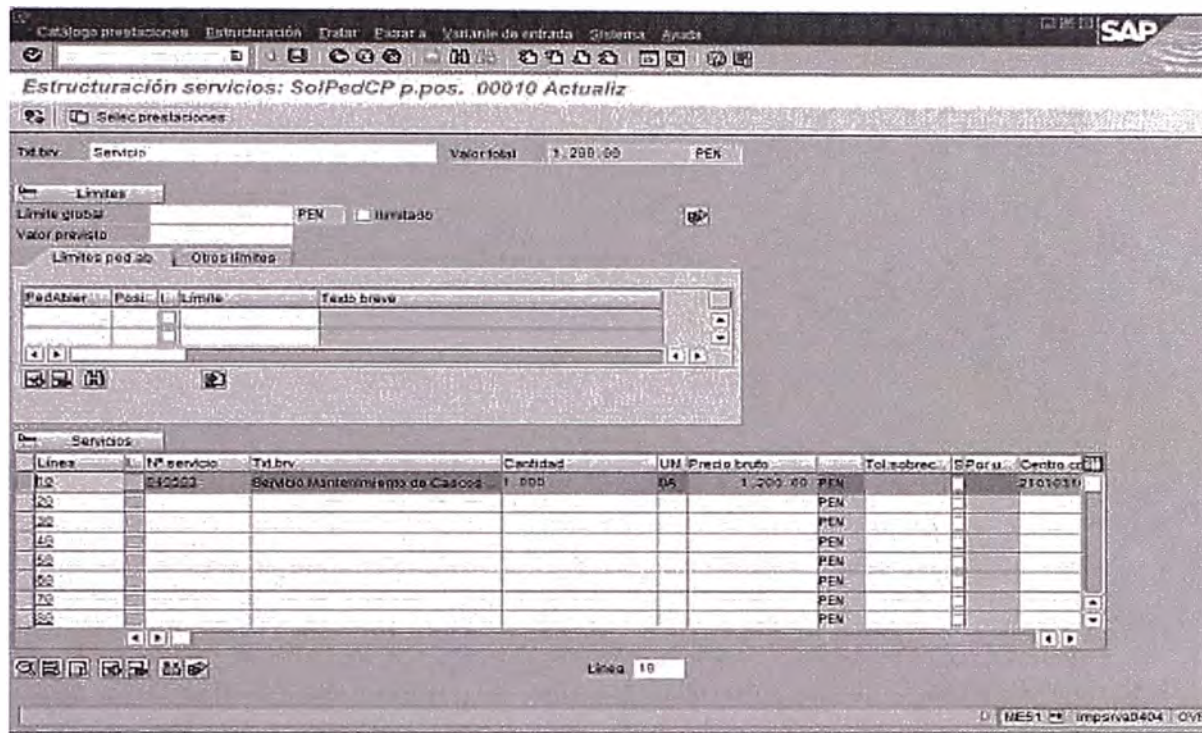 Catálogo prestaciones Estructuración Tratar Pasar a Variante de entrada Sistema Ayuda
SAP
Estructuración servicios: SolPedCP p.pos. 00010 Actualiz
Selec prestaciones
Txt.brv. Servicio Valor total 1.200.00 PEN
Límites
Límite global PEN Ilimitado
Valor previsto
Límites ped.ab. Otros límites
PedAbier Posi. Límite Texto breve
Servicios
Línea Nº servicio Txt.brv. Cantidad UM Precio bruto Tol.sobrec. Por u. Centro
10 Servicio Mantenimiento de Cascos 1.000 1.200.00 PEN
20 PEN
30 PEN
40 PEN
50 PEN
60 PEN
70 PEN
80 PEN
Línea 10
ME51 OVR